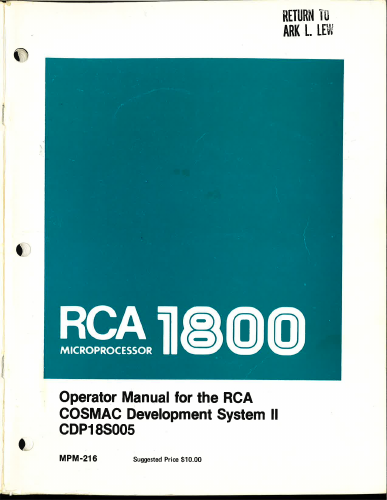 RETURN TO
ARK L. LEW
RCA 1800
MICROPROCESSOR
Operator Manual for the RCA
COSMAC Development System II
CDP18S005
MPM-216 Suggested Price $10.00